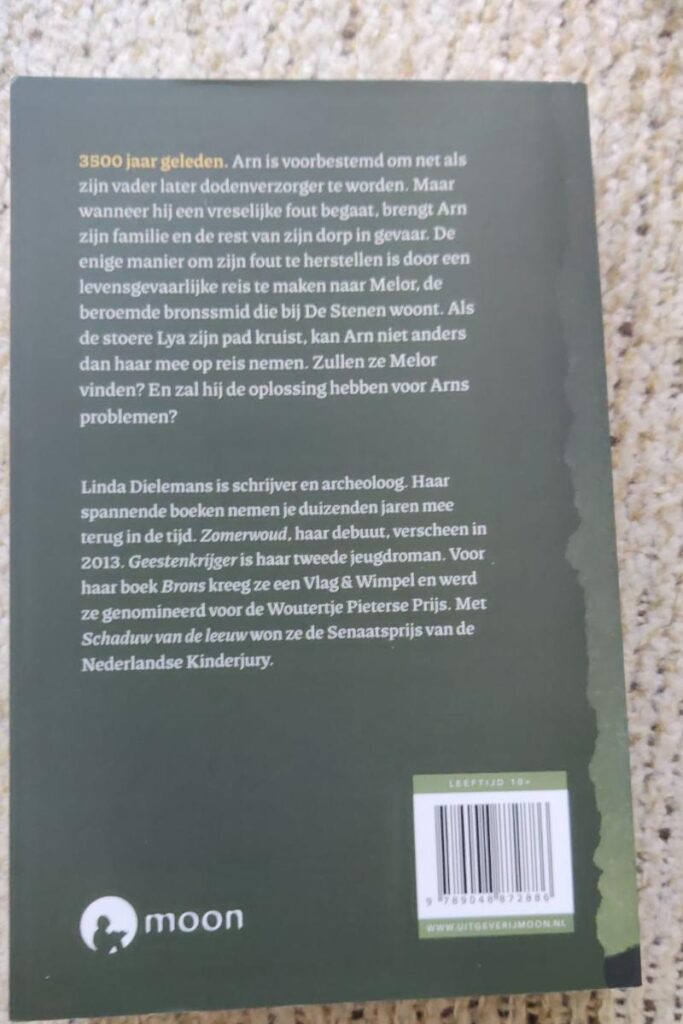 3500 jaar geleden. Arn is voorbestemd om net als
zijn vader later dodenverzorger te worden. Maar
wanneer hij een vreselijke fout begaat, brengt Arn
zijn familie en de rest van zijn dorp in gevaar. De
enige manier om zijn fout te herstellen is door een
levensgevaarlijke reis te maken naar Melor, de
beroemde bronssmid die bij De Stenen woont. Als
de stoere Lya zijn pad kruist, kan Arn niet anders
dan haar mee op reis nemen. Zullen ze Melor
vinden? En zal hij de oplossing hebben voor Arns
problemen?
Linda Dielemans is schrijver en archeoloog. Haar
spannende boeken nemen je duizenden jaren mee
terug in de tijd. Zomerwoud, haar debuut, verscheen in
2013. Geestenkrijger is haar tweede jeugdroman. Voor
haar boek Brons kreeg ze een Vlag & Wimpel en werd
ze genomineerd voor de Woutertje Pieterse Prijs. Met
Schaduw van de leeuw won ze de Senaatsprijs van de
Nederlandse Kinderjury.
LEEFTIJD 10+
9 789048 872886
WWW.UITGEVERIJMOON.NL
moon